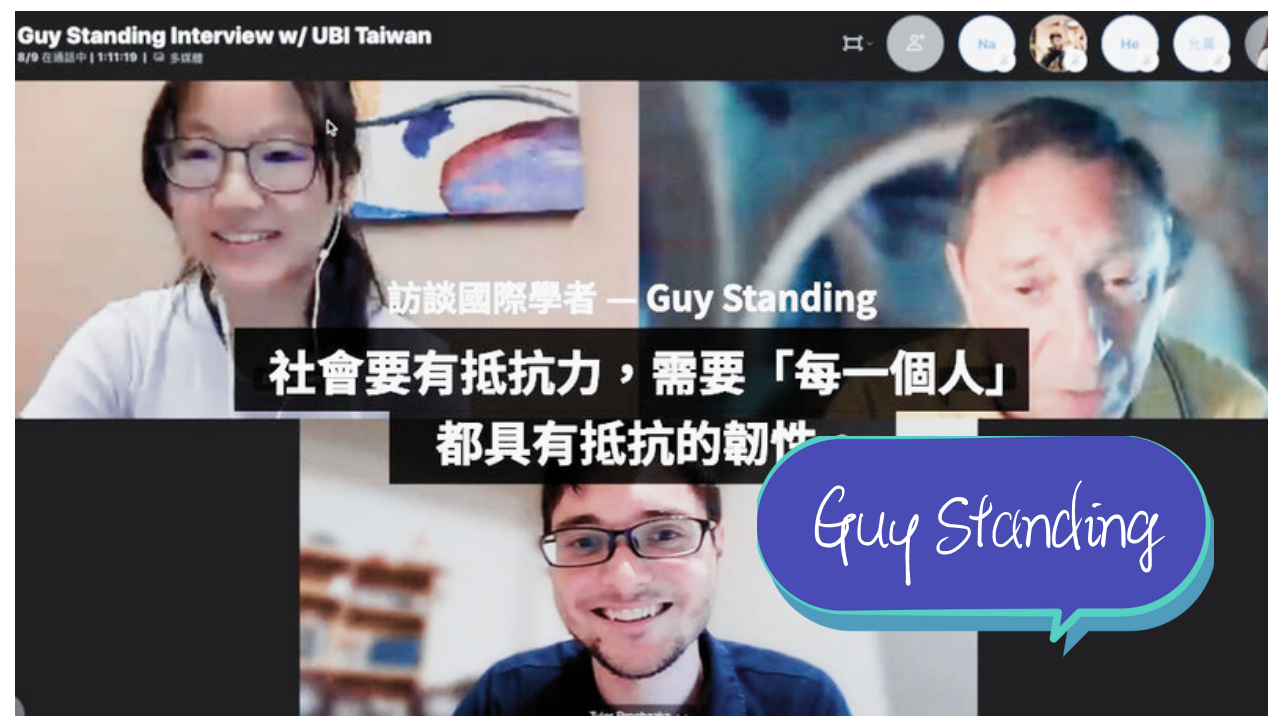 Guy Standing Interview w/ UBI Taiwan
8/9 在通話中 | 1:11:19 | 多媒體
Na
He
允菡
訪談國際學者 — Guy Standing
社會要有抵抗力，需要「每一個人」
都具有抵抗的韌性。
Guy Standing
Tyler